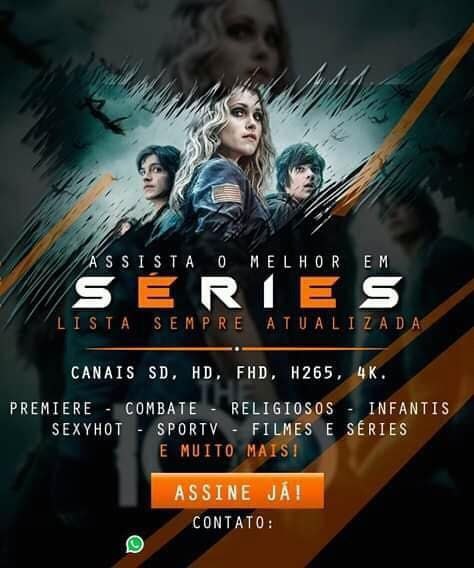 ASSISTA O MELHOR EM
SÉRIES
LISTA SEMPRE ATUALIZADA
CANAIS SD, HD, FHD, H265, 4K.
PREMIERE - COMBATE - RELIGIOSOS - INFANTIS
SEXYHOT - SPORTV - FILMES E SÉRIES
E MUITO MAIS!
ASSINE JÁ!
CONTATO: